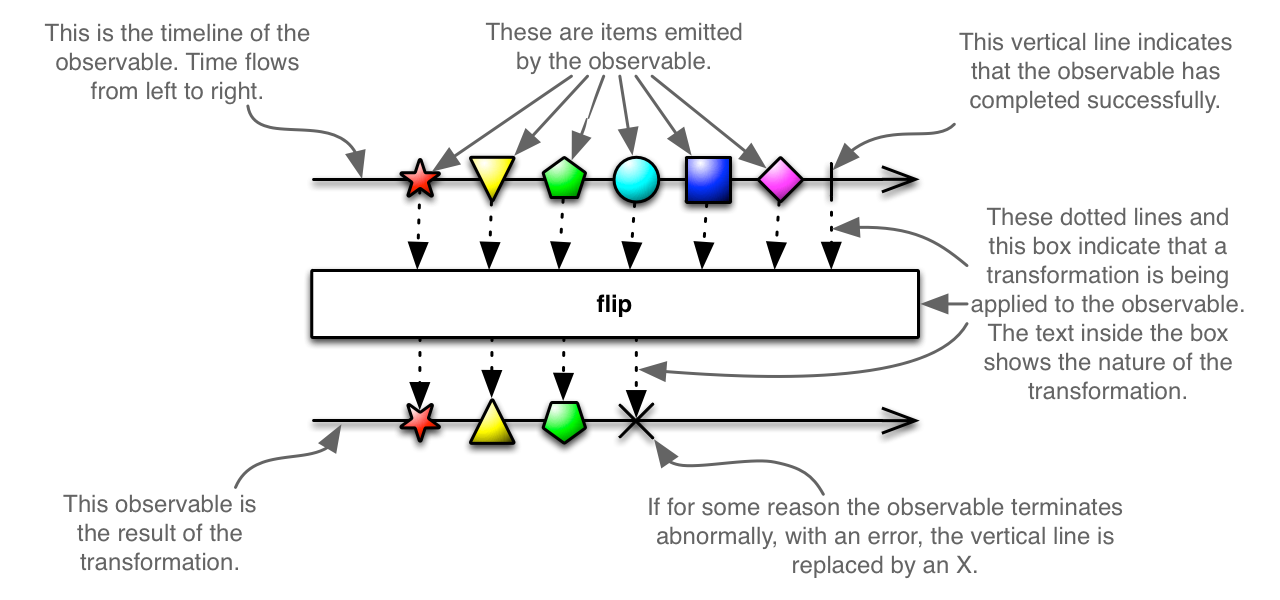 This is the timeline of the
observable. Time flows
from left to right.
These are items emitted
by the observable.
This vertical line indicates
that the observable has
completed successfully.
These dotted lines and
this box indicate that a
transformation is being
applied to the observable.
The text inside the box
shows the nature of the
transformation.
flip
This observable is
the result of the
transformation.
If for some reason the observable terminates
abnormally, with an error, the vertical line is
replaced by an X.